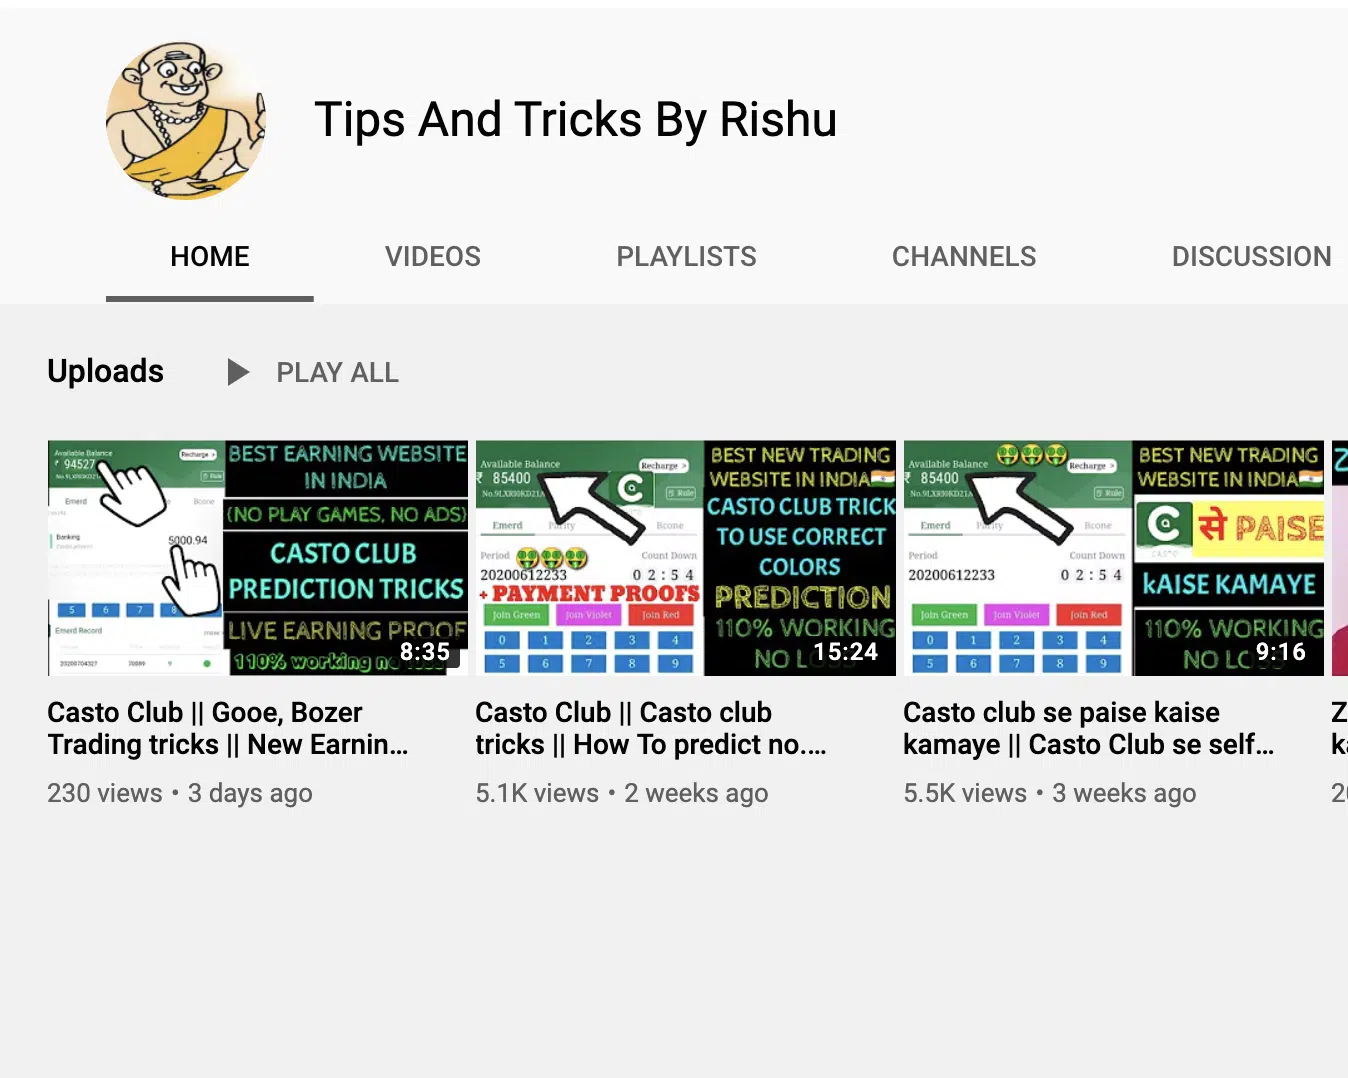 Tips And Tricks By Rishu
HOME VIDEOS PLAYLISTS CHANNELS DISCUSSION
Uploads PLAY ALL
Available Balance
₹ 94527
Recharge >
Rule
Emerd Bcone
Banking
5000.94
5 6 7 8
Emerd Record
20200704327 70089 9
BEST EARNING WEBSITE
IN INDIA
(NO PLAY GAMES, NO ADS)
CASTO CLUB
PREDICTION TRICKS
LIVE EARNING PROOF
110% working no
8:35
Available Balance
₹ 85400
No.9LXRI0KD21A
Recharge >
Rule
Emerd Parity Bcone
Period Count Down
20200612233 0 2 : 5 4
+ PAYMENT PROOFS
Join Green Join Violet Join Red
0 1 2 3 4
5 6 7 8 9
BEST NEW TRADING
WEBSITE IN INDIA
CASTO CLUB TRICK
TO USE CORRECT
COLORS
PREDICTION
110% WORKING
NO L
15:24
Available Balance
₹ 85400
No.9LXRI0KD21A
Recharge >
Rule
Emerd Parity Bcone
Period Count Down
20200612233 0 2 : 5 4
Join Green Join Violet Join Red
0 1 2 3 4
5 6 7 8 9
BEST NEW TRADING
WEBSITE IN INDIA
CASTO
से PAISE
kAISE KAMAYE
110% WORKING
NO LO
9:16
Casto Club || Gooe, Bozer
Trading tricks || New Earnin...
230 views • 3 days ago
Casto Club || Casto club
tricks || How To predict no....
5.1K views • 2 weeks ago
Casto club se paise kaise
kamaye || Casto Club se self...
5.5K views • 3 weeks ago
Z
k
2